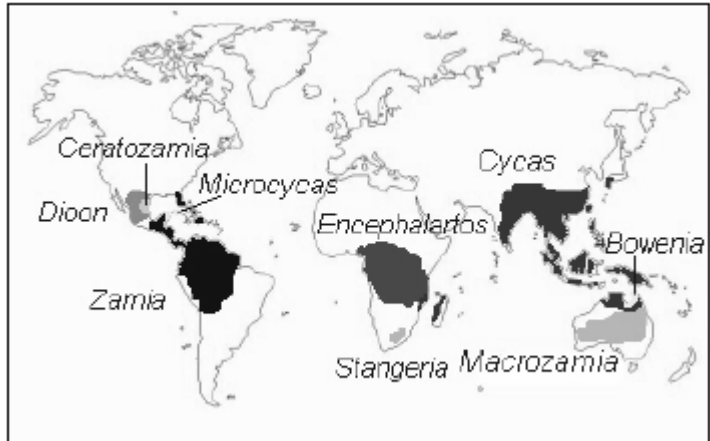 Ceratozamia
Cycas
Microcycas
Dioon
Encephalartos
Bowenia
Zamia
Stangeria
Macrozamia